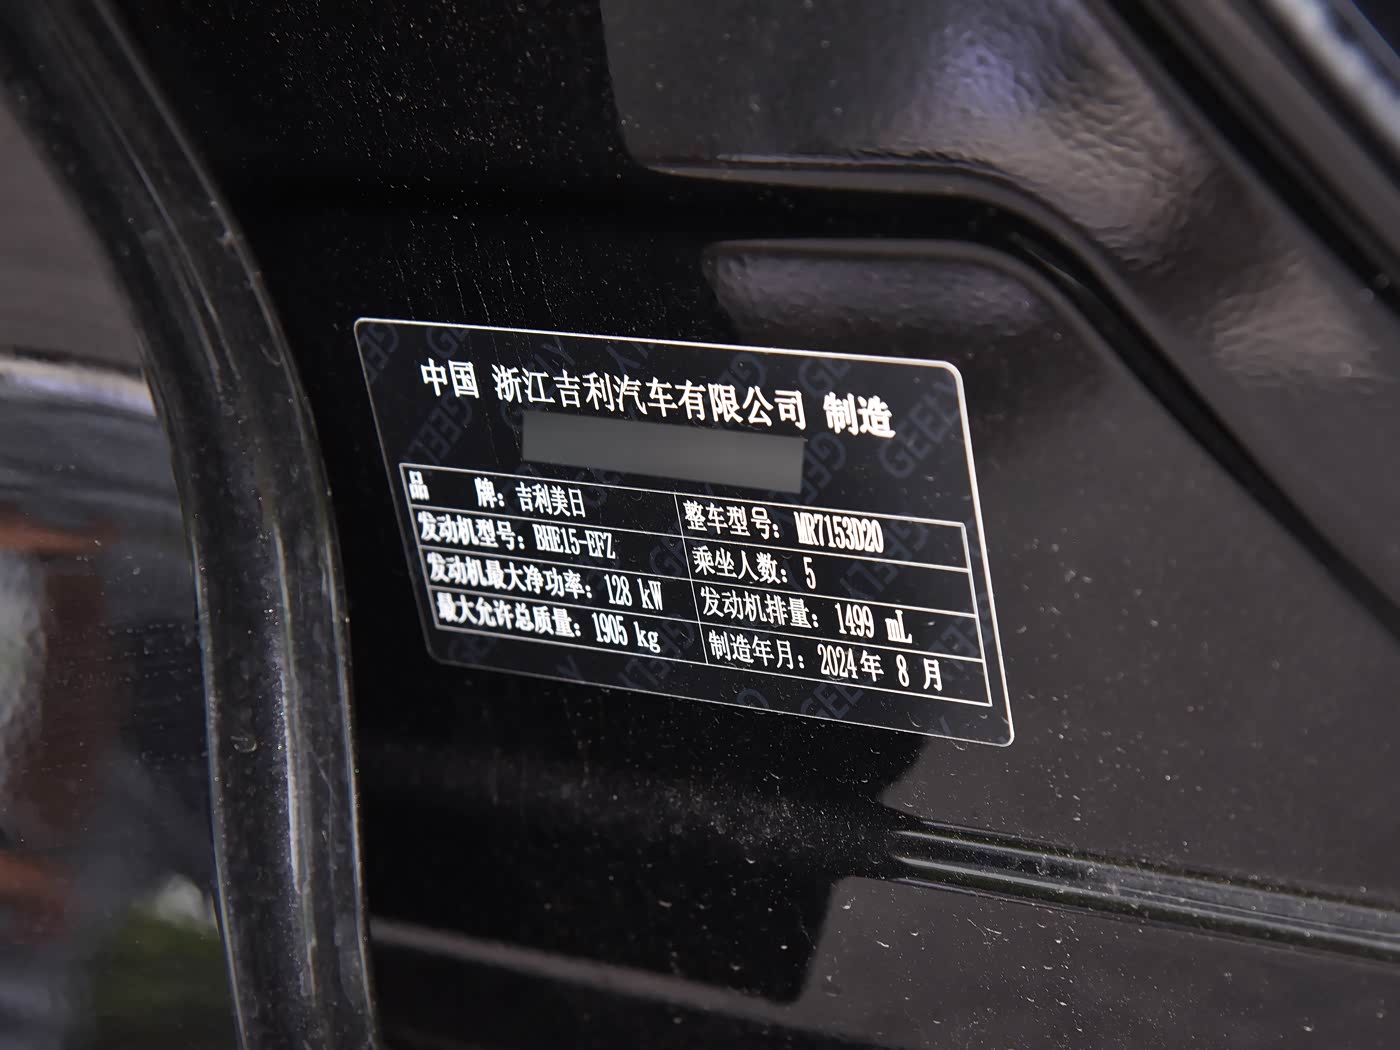 中国 浙江吉利汽车有限公司 制造
品 牌：吉利美日 整车型号：MR7153D20
发动机型号：BHE15-EFZ 乘坐人数：5
发动机最大净功率：128 kW 发动机排量：1499 mL
最大允许总质量：1905 kg 制造年月：2024年 8 月
GEELY